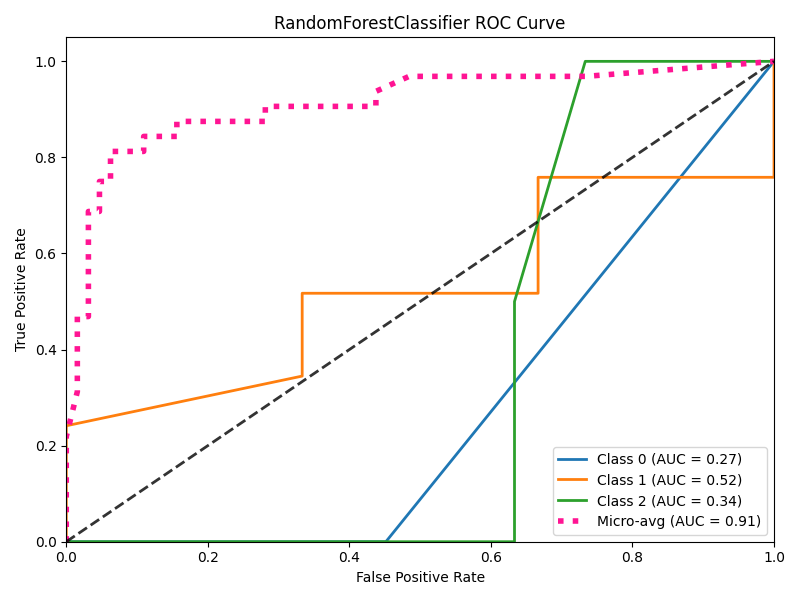 RandomForestClassifier ROC Curve
True Positive Rate
1.0
0.8
0.6
0.4
0.2
0.0
0.0 0.2 0.4 0.6 0.8 1.0
False Positive Rate
Class 0 (AUC = 0.27)
Class 1 (AUC = 0.52)
Class 2 (AUC = 0.34)
Micro-avg (AUC = 0.91)